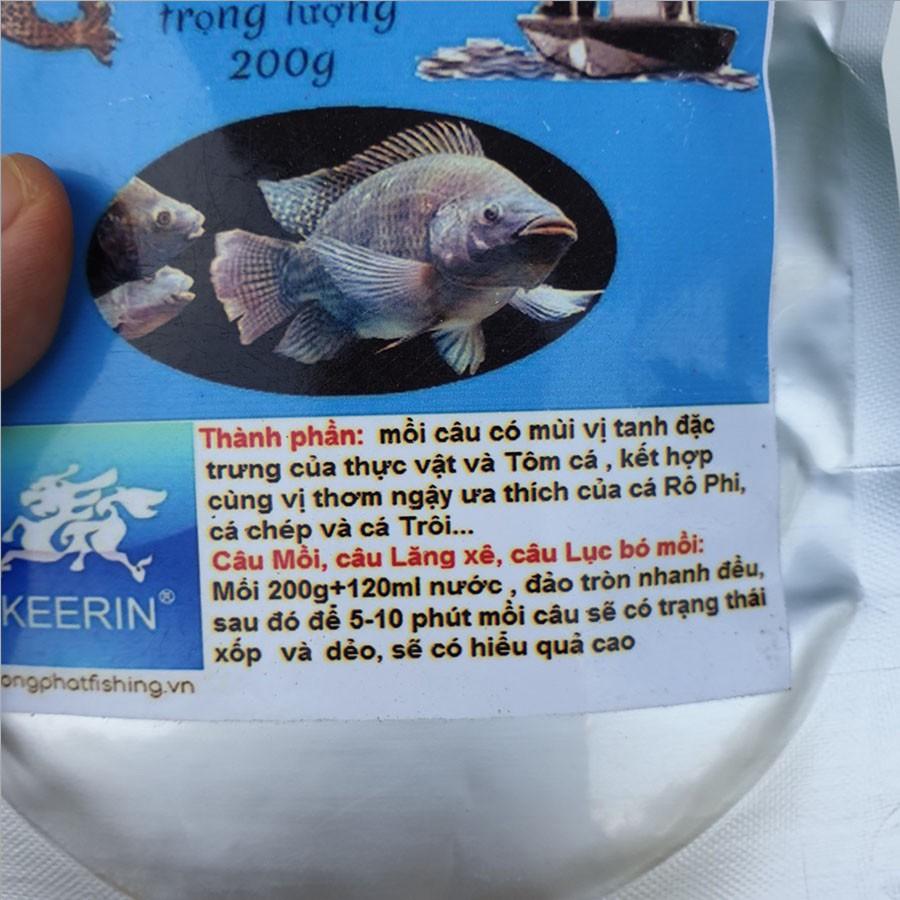 trọng lượng
200g
Thành phần: mồi câu có mùi vị tanh đặc
trưng của thực vật và Tôm cá , kết hợp
cùng vị thơm ngậy ưa thích của cá Rô Phi,
cá chép và cá Trôi...
Câu Mồi, câu Lăng xê, câu Lục bó mồi:
Mồi 200g+120ml nước , đảo tròn nhanh đều,
sau đó để 5-10 phút mồi câu sẽ có trạng thái
xốp và dẻo, sẽ có hiểu quả cao
KEERIN®
ongphatfishing.vn